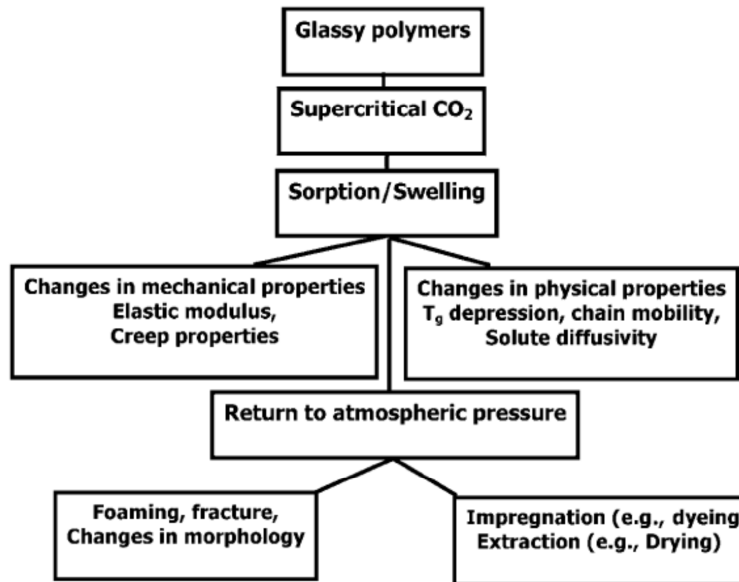 Glassy polymers
Supercritical CO₂
Sorption/Swelling
Changes in mechanical properties
Elastic modulus,
Creep properties
Changes in physical properties
T₉ depression, chain mobility,
Solute diffusivity
Return to atmospheric pressure
Foaming, fracture,
Changes in morphology
Impregnation (e.g., dyeing
Extraction (e.g., Drying)